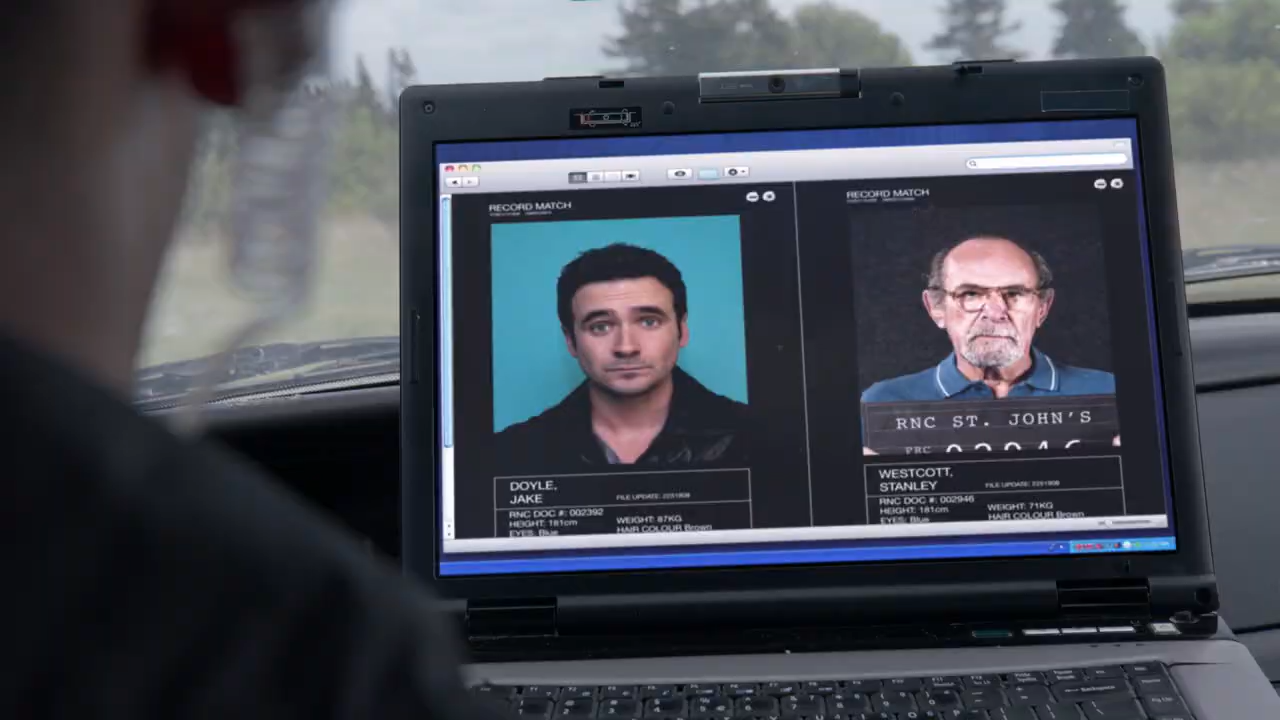 RECORD MATCH
DOYLE,
JAKE
FILE UPDATE: 2251808
RNC DOC #: 002392
HEIGHT: 181cm
WEIGHT: 87KG
EYES: Blue
HAIR COLOUR Brown
RECORD MATCH
RNC ST. JOHN'S
WESTCOTT,
STANLEY
FILE UPDATE: 2251808
RNC DOC #: 002946
HEIGHT: 181cm
WEIGHT: 71KG
EYES: Blue
HAIR COLOUR Brown